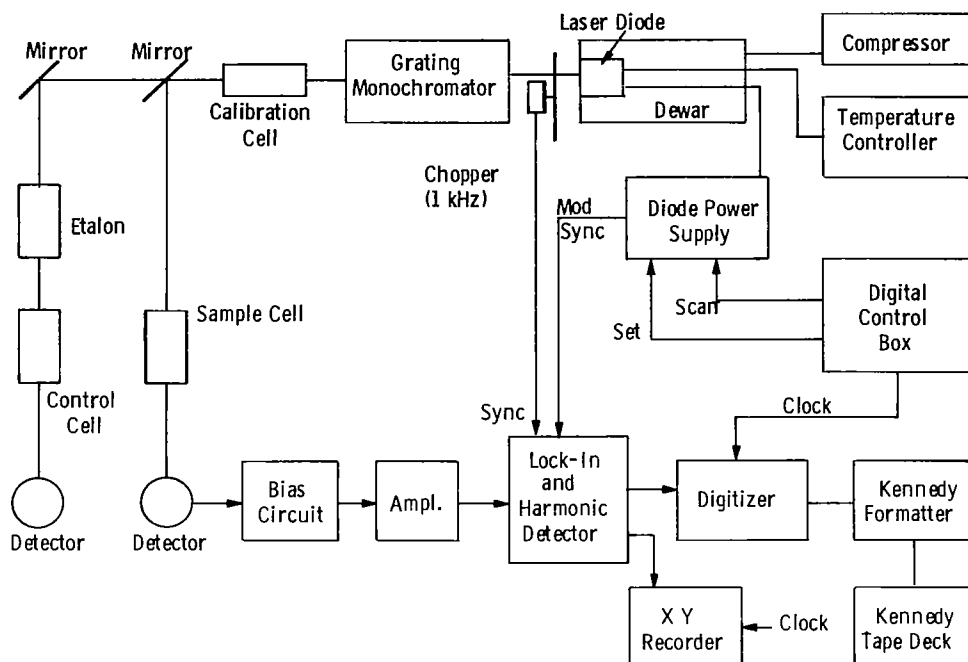 Laser Diode
Mirror
Mirror
Grating
Monochromator
Compressor
Calibration
Cell
Dewar
Temperature
Controller
Chopper
(1 kHz)
Etalon
Mod
Sync
Diode Power
Supply
Sample Cell
Scan
Set
Digital
Control
Box
Control
Cell
Sync
Clock
Bias
Circuit
Ampl.
Lock-In
and
Harmonic
Detector
Digitizer
Kennedy
Formatter
Detector
Detector
X Y
Recorder
Clock
Kennedy
Tape Deck